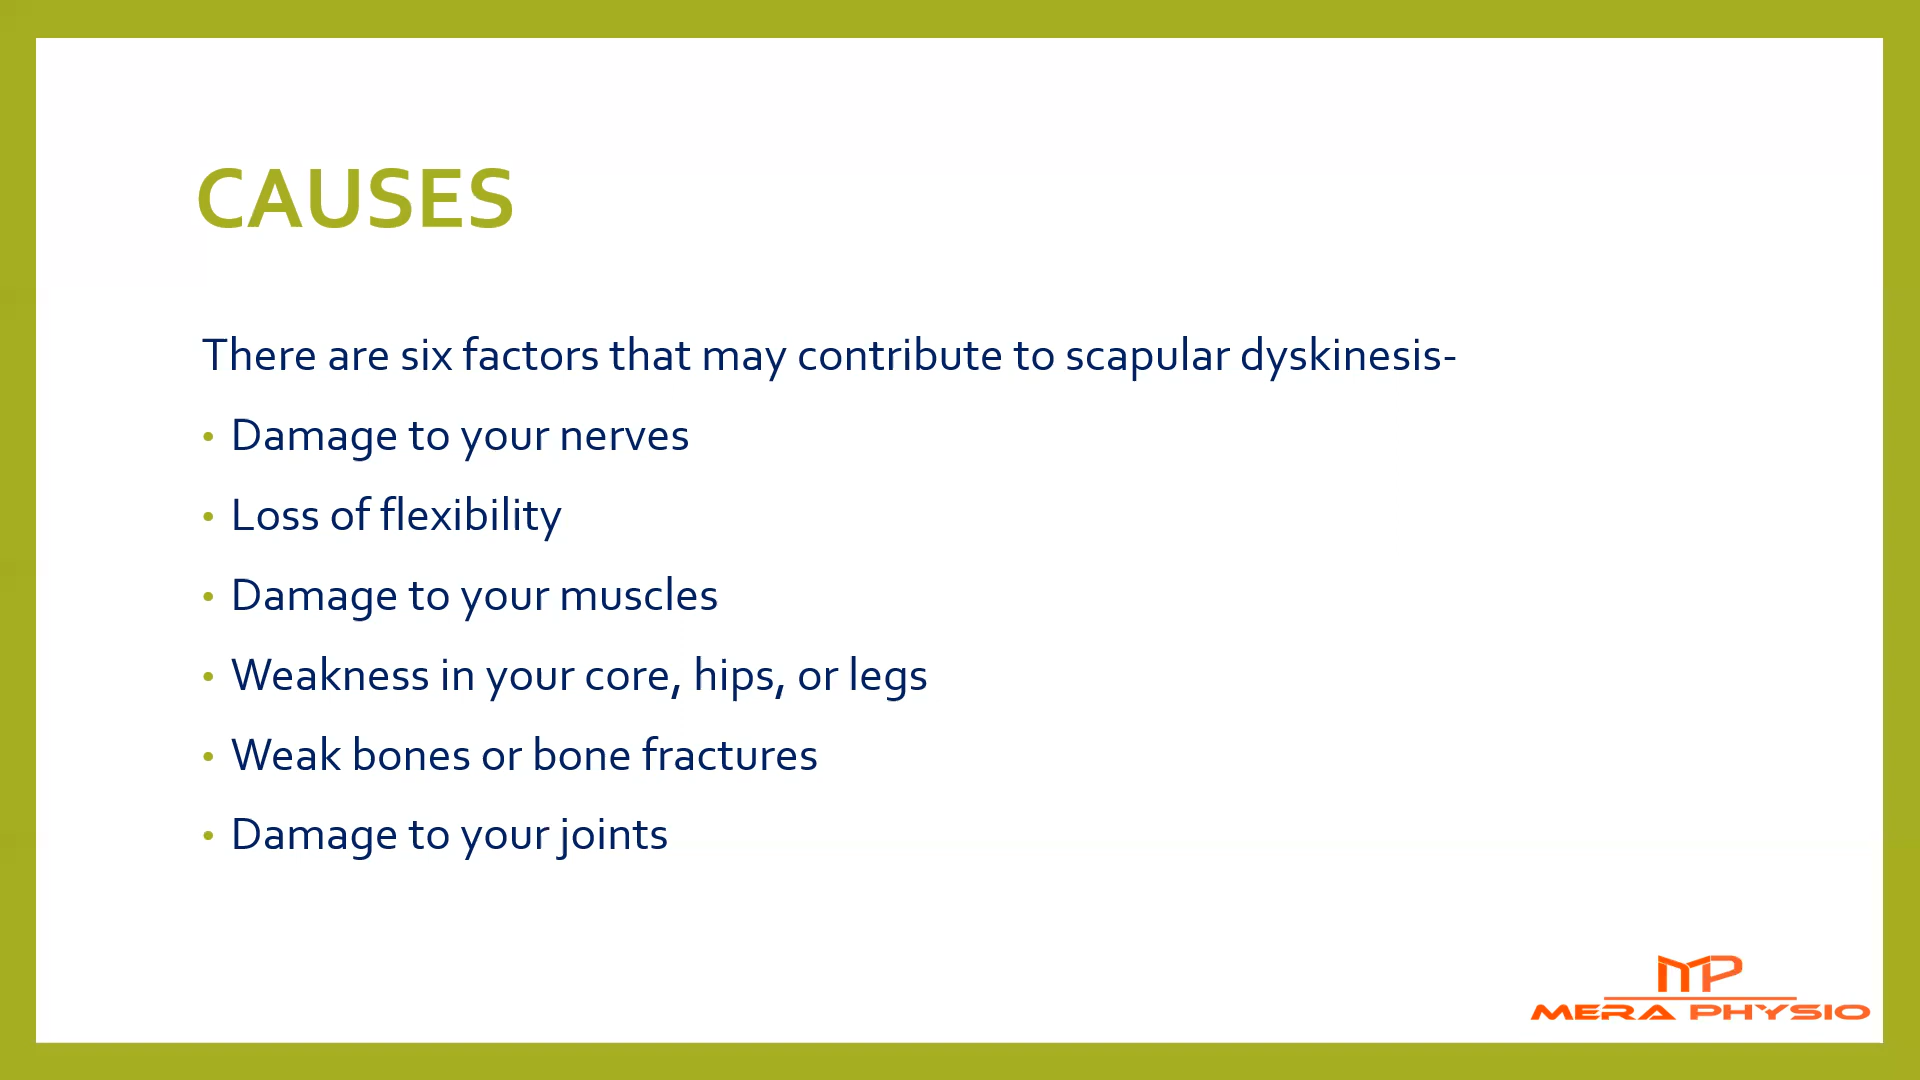 CAUSES
There are six factors that may contribute to scapular dyskinesis-
• Damage to your nerves
• Loss of flexibility
• Damage to your muscles
• Weakness in your core, hips, or legs
• Weak bones or bone fractures
• Damage to your joints
MP
MERA PHYSIO